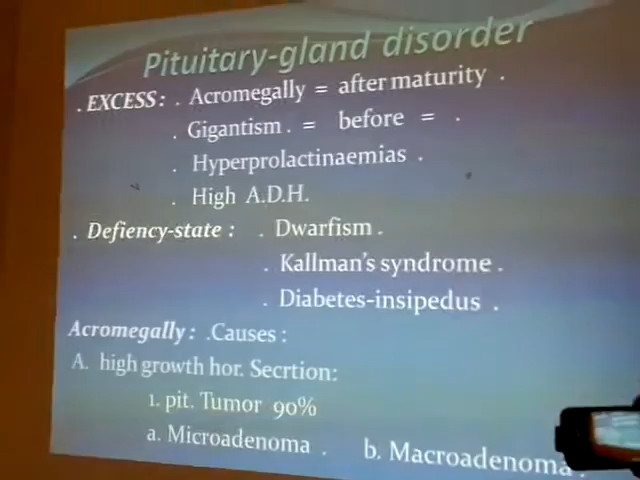 Pituitary-gland disorder
. EXCESS: . Acromegally = after maturity .
. Gigantism . = before = .
. Hyperprolactinaemias .
. High A.D.H.
. Defiency-state : . Dwarfism .
. Kallman's syndrome .
. Diabetes-insipedus .
Acromegally : .Causes :
A. high growth hor. Secrtion:
1. pit. Tumor 90%
a. Microadenoma . b. Macroadenoma .